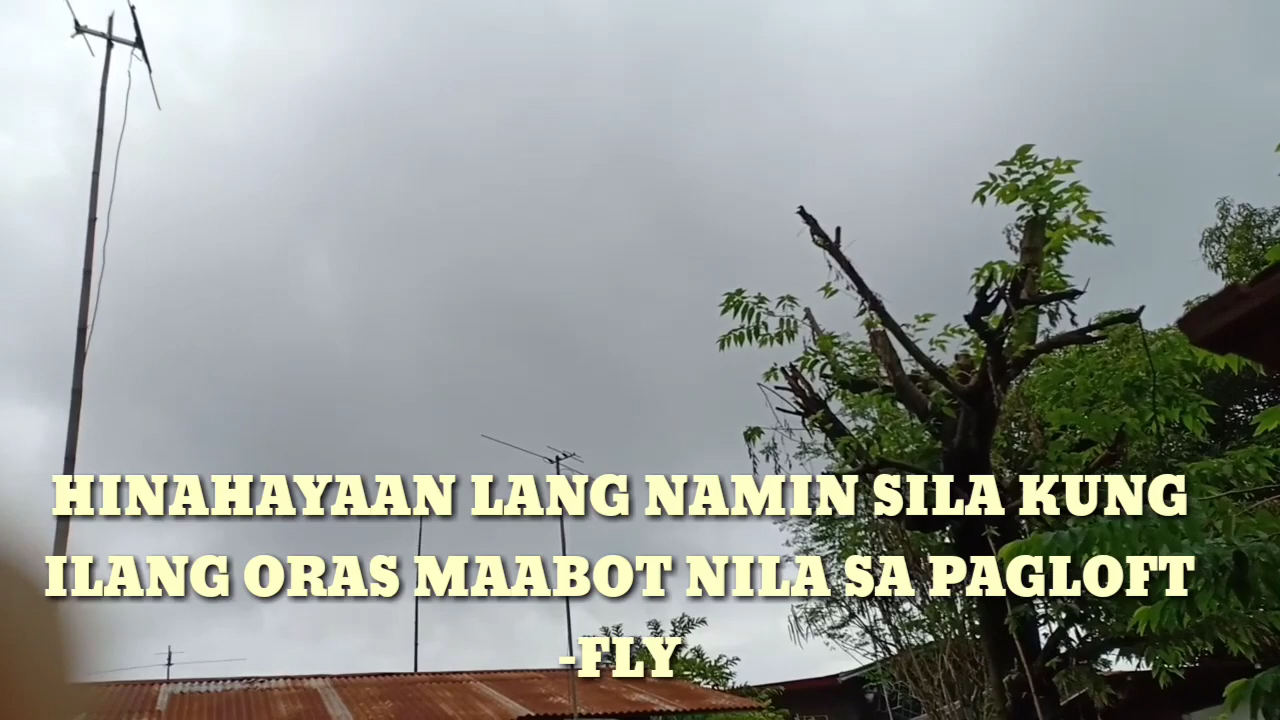 HINAHAYAAN LANG NAMIN SILA KUNG
ILANG ORAS MAABOT NILA SA PAGLOFT
-FLY